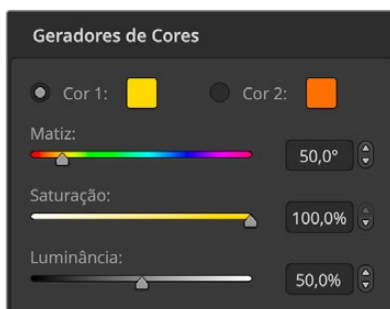 Geradores de Cores
Cor 1: Cor 2:
Matiz:
50,0°
Saturação:
100,0%
Luminância:
50,0%